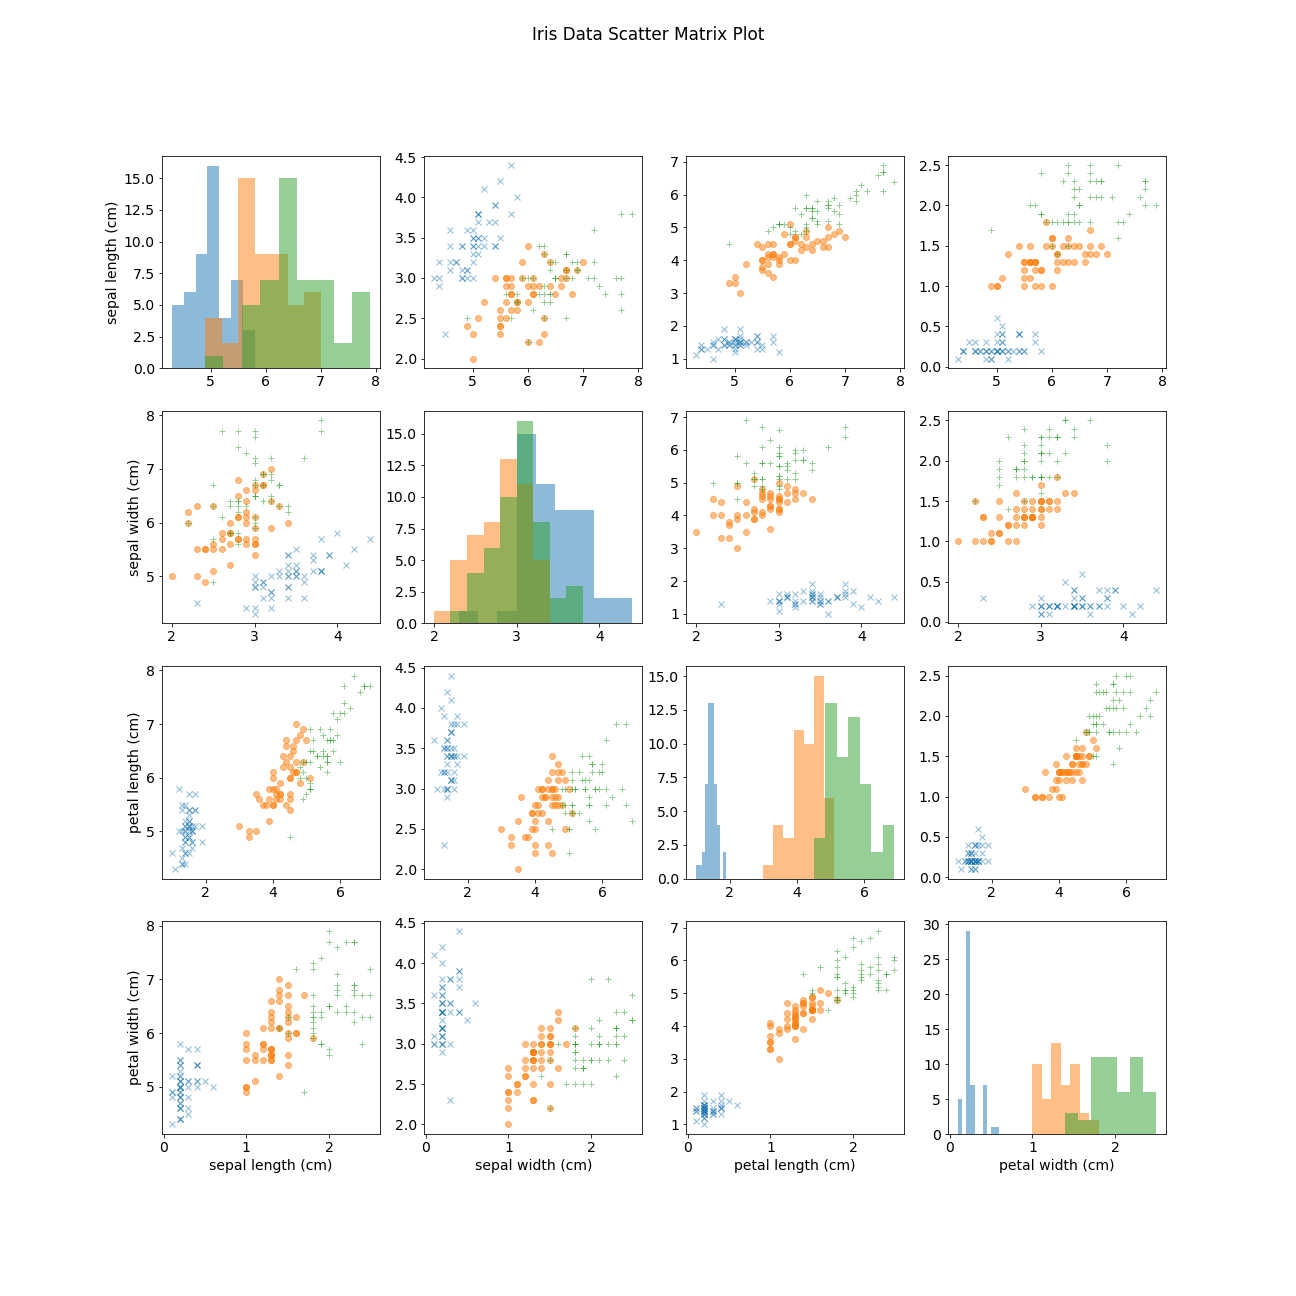 Iris Data Scatter Matrix Plot
sepal length (cm)
0.0 2.5 5.0 7.5 10.0 12.5 15.0
5 6 7 8
2.0 2.5 3.0 3.5 4.0 4.5
5 6 7 8
1 2 3 4 5 6 7
5 6 7 8
0.0 0.5 1.0 1.5 2.0 2.5
5 6 7 8
sepal width (cm)
5 6 7 8
2 3 4
0.0 2.5 5.0 7.5 10.0 12.5 15.0
2 3 4
1 2 3 4 5 6 7
2 3 4
0.0 0.5 1.0 1.5 2.0 2.5
2 3 4
petal length (cm)
5 6 7 8
2 4 6
2.0 2.5 3.0 3.5 4.0 4.5
2 4 6
0.0 2.5 5.0 7.5 10.0 12.5 15.0
2 4 6
0.0 0.5 1.0 1.5 2.0 2.5
2 4 6
petal width (cm)
5 6 7 8
0 1 2
sepal length (cm)
2.0 2.5 3.0 3.5 4.0 4.5
0 1 2
sepal width (cm)
1 2 3 4 5 6 7
0 1 2
petal length (cm)
0 5 10 15 20 25 30
0 1 2
petal width (cm)